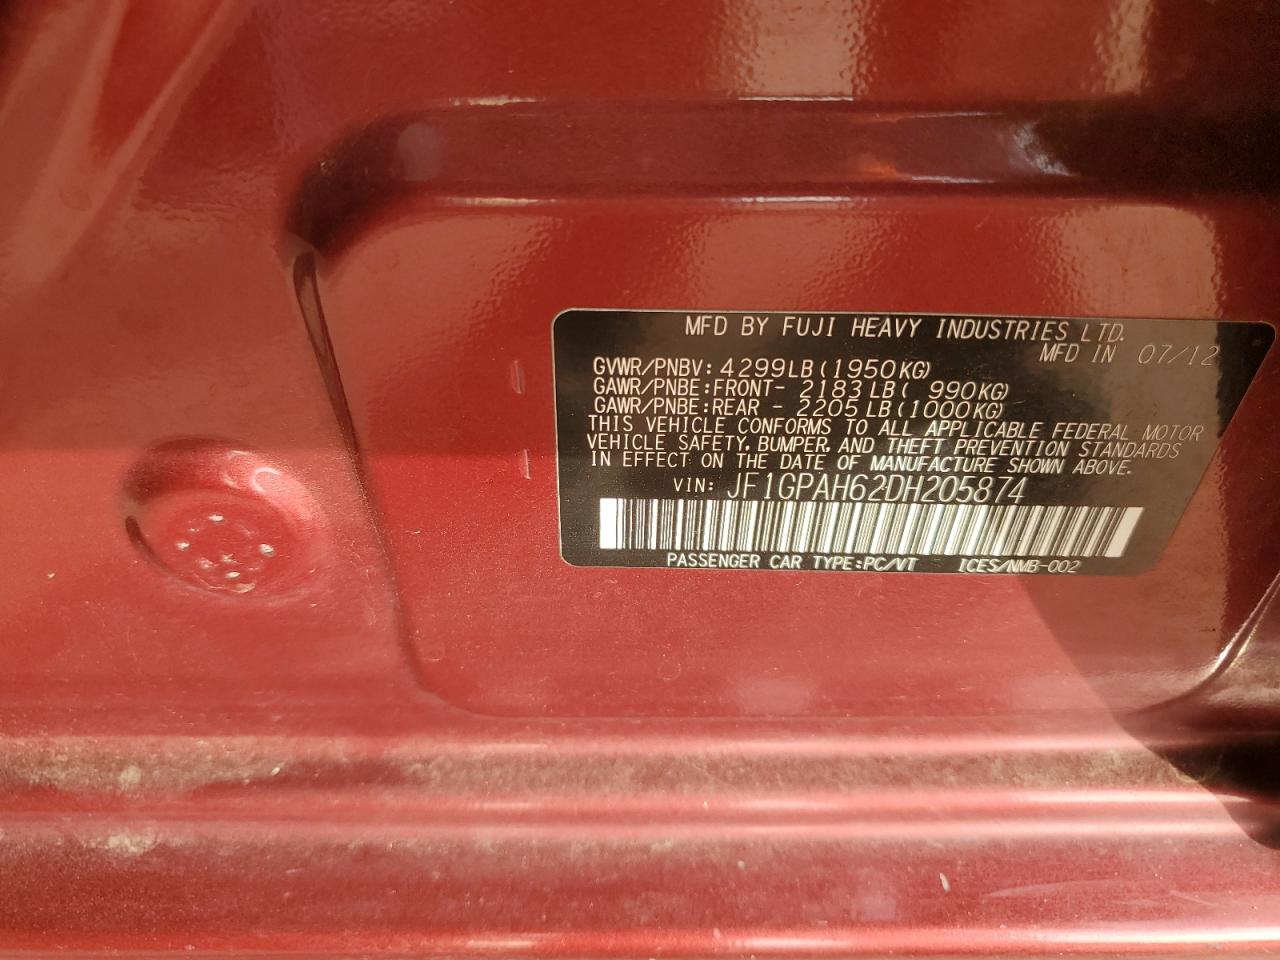 MFD BY FUJI HEAVY INDUSTRIES LTD.
MFD IN 07/12
GVWR/PNBV: 4299LB (1950KG)
GAWR/PNBE:FRONT- 2183 LB ( 990KG)
GAWR/PNBE:REAR - 2205 LB (1000KG)
THIS VEHICLE CONFORMS TO ALL APPLICABLE FEDERAL MOTOR
VEHICLE SAFETY, BUMPER, AND THEFT PREVENTION STANDARDS
IN EFFECT ON THE DATE OF MANUFACTURE SHOWN ABOVE.
VIN: JF1GPAH62DH205874
PASSENGER CAR TYPE:PC/VT ICES/NMB-002